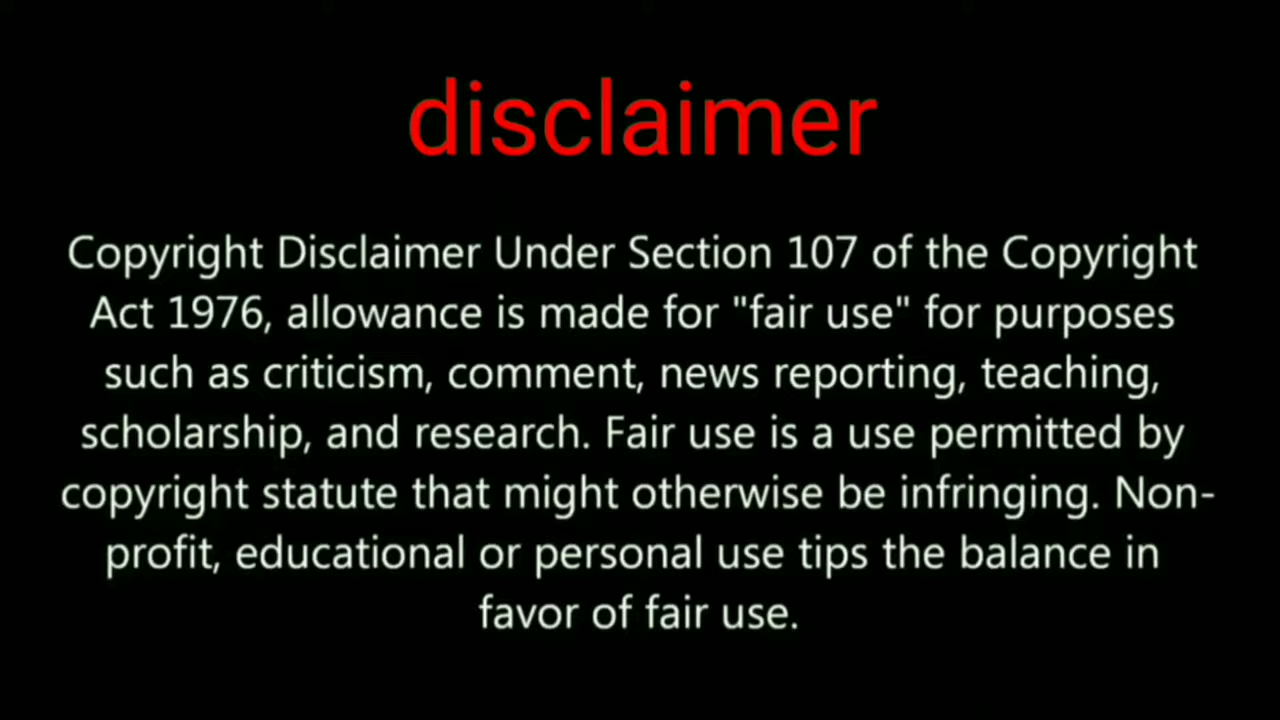 disclaimer
Copyright Disclaimer Under Section 107 of the Copyright
Act 1976, allowance is made for "fair use" for purposes
such as criticism, comment, news reporting, teaching,
scholarship, and research. Fair use is a use permitted by
copyright statute that might otherwise be infringing. Non-
profit, educational or personal use tips the balance in
favor of fair use.